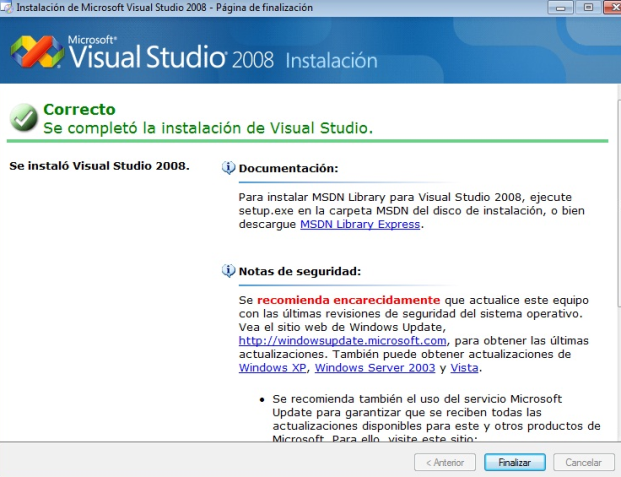 Instalación de Microsoft Visual Studio 2008 - Página de finalización
Microsoft®
Visual Studio 2008 Instalación
Correcto
Se completó la instalación de Visual Studio.
Se instaló Visual Studio 2008.
Documentación:
Para instalar MSDN Library para Visual Studio 2008, ejecute
setup.exe en la carpeta MSDN del disco de instalación, o bien
descargue MSDN Library Express.
Notas de seguridad:
Se recomienda encarecidamente que actualice este equipo
con las últimas revisiones de seguridad del sistema operativo.
Vea el sitio web de Windows Update,
http://windowsupdate.microsoft.com, para obtener las últimas
actualizaciones. También puede obtener actualizaciones de
Windows XP, Windows Server 2003 y Vista.
• Se recomienda también el uso del servicio Microsoft
Update para garantizar que se reciben todas las
actualizaciones disponibles para este y otros productos de
Microsoft. Para ello, visite este sitio:
< Anterior
Finalizar
Cancelar